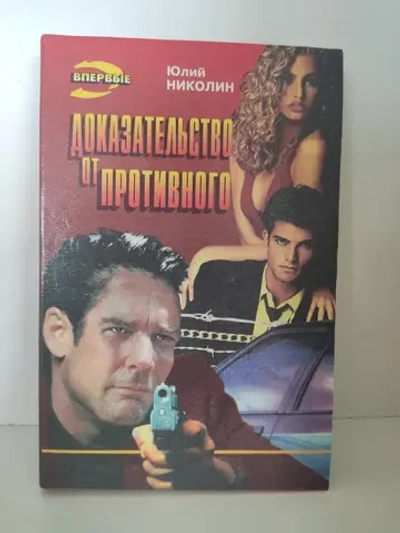 ВПЕРВЫЕ
Юлий
НИКОЛИН
ДОКАЗАТЕЛЬСТВО
ОТ
ПРОТИВНОГО